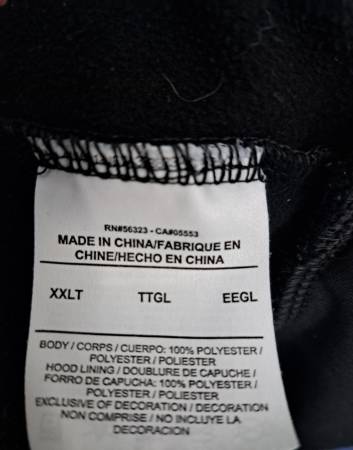 RN#56323 - CA#05553
MADE IN CHINA/FABRIQUE EN
CHINE/HECHO EN CHINA
XXLT TTGL EEGL
BODY / CORPS / CUERPO: 100% POLYESTER /
POLYESTER / POLIESTER
HOOD LINING / DOUBLURE DE CAPUCHE /
FORRO DE CAPUCHA: 100% POLYESTER /
POLYESTER / POLIESTER
EXCLUSIVE OF DECORATION / DECORATION
NON COMPRISE / NO INCLUYE LA
DECORACION